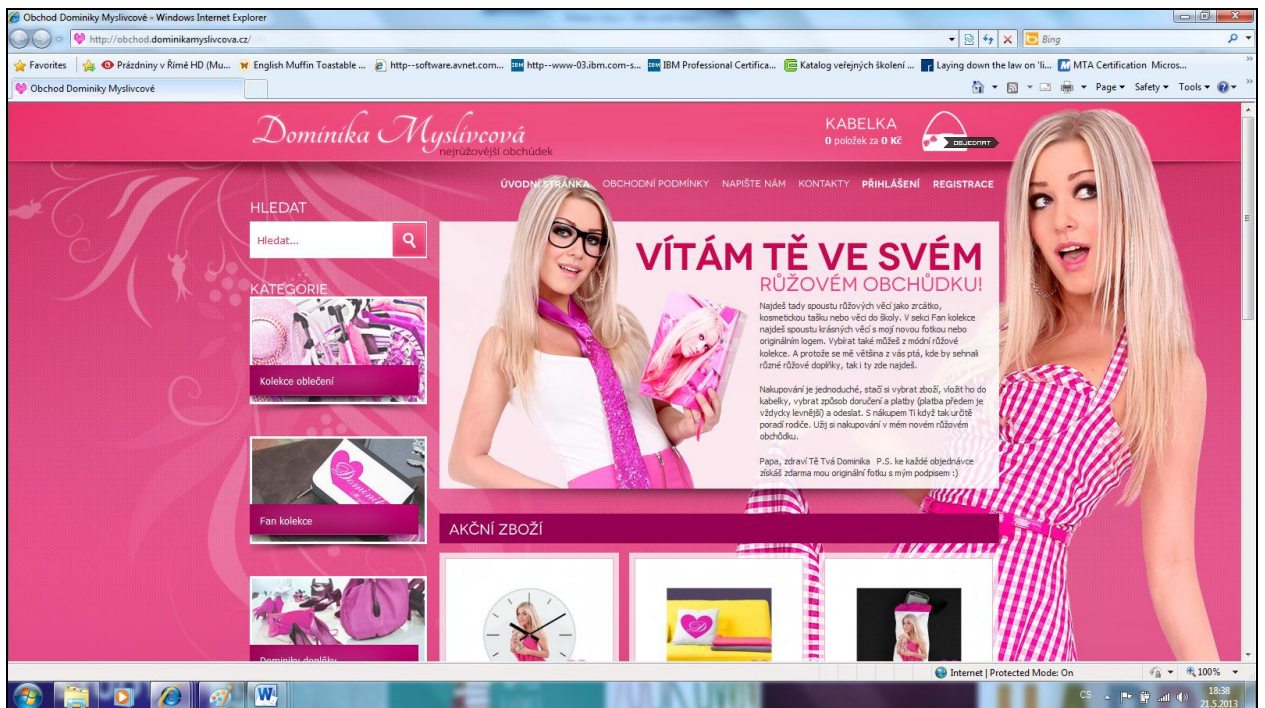 Obchod Dominiky Myslivcové - Windows Internet Explorer
http://obchod.dominikamyslivcova.cz/
Bing
Favorites
Prázdniny v Římě HD (Mu...
English Muffin Toastable ...
http--software.avnet.com...
http--www-03.ibm.com-s...
IBM Professional Certifica...
Katalog veřejných školení ...
Laying down the law on 'li...
MTA Certification Micros...
Obchod Dominiky Myslivcové
Page
Safety
Tools
Dominika Myslivcová
nejrůžovější obchůdek
KABELKA
0 položek za 0 Kč
OBJEDNAT
ÚVODNÍ STRÁNKA OBCHODNÍ PODMÍNKY NAPIŠTE NÁM KONTAKTY PŘIHLÁŠENÍ REGISTRACE
HLEDAT
Hledat...
KATEGORIE
Kolekce oblečení
Fan kolekce
Dominiky doplňky
VÍTÁM TĚ VE SVÉM
RŮŽOVÉM OBCHŮDKU!
Najdeš tady spoustu růžových věcí jako zrcátko,
kosmetickou tašku nebo věci do školy. V sekci Fan kolekce
najdeš spoustu krásných věcí s mojí novou fotkou nebo
originálním logem. Vybírat také můžeš z módní růžové
kolekce. A protože se mě většina z vás ptá, kde by sehnali
různé růžové doplňky, tak i ty zde najdeš.
Nakupování je jednoduché, stačí si vybrat zboží, vložit ho do
kabelky, vybrat způsob doručení a platby (platba předem je
vždycky levnější) a odeslat. S nákupem Ti když tak určitě
poradí rodiče. Užij si nakupování v mém novém růžovém
obchůdku.
Papa, zdraví Tě Tvá Dominika P.S. ke každé objednávce
získáš zdarma mou originální fotku s mým podpisem :)
AKČNÍ ZBOŽÍ
Internet | Protected Mode: On
100%
CS
18:38
21.5.2013